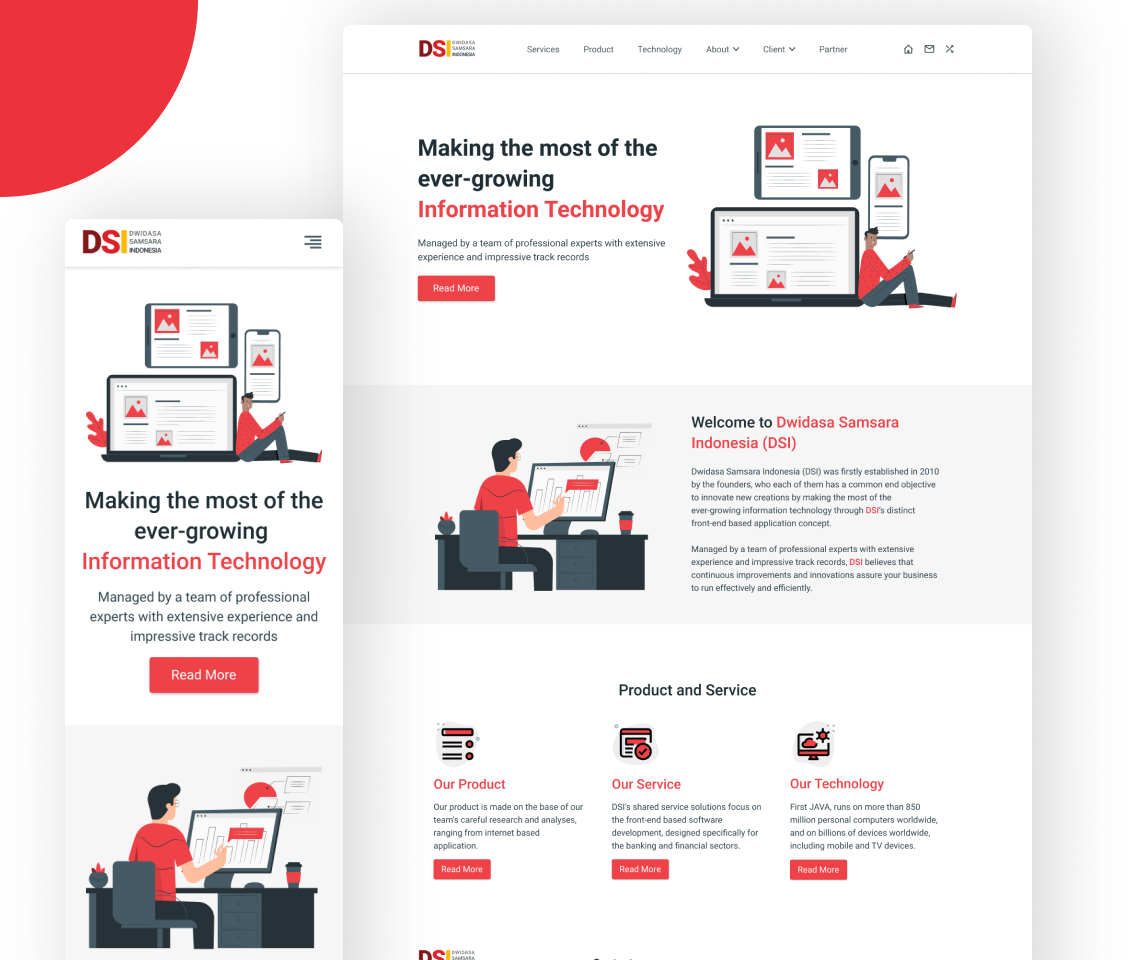 DSI DWIDASA
SAMSARA
INDONESIA
Services Product Technology About Client Partner
Making the most of the
ever-growing
Information Technology
Managed by a team of professional experts with extensive
experience and impressive track records
Read More
Welcome to Dwidasa Samsara
Indonesia (DSI)
Dwidasa Samsara Indonesia (DSI) was firstly established in 2010
by the founders, who each of them has a common end objective
to innovate new creations by making the most of the
ever-growing information technology through DSI's distinct
front-end based application concept.
Managed by a team of professional experts with extensive
experience and impressive track records, DSI believes that
continuous improvements and innovations assure your business
to run effectively and efficiently.
Product and Service
Our Product
Our product is made on the base of our
team's careful research and analyses,
ranging from internet based
application.
Read More
Our Service
DSI's shared service solutions focus on
the front-end based software
development, designed specifically for
the banking and financial sectors.
Read More
Our Technology
First JAVA, runs on more than 850
million personal computers worldwide,
and on billions of devices worldwide,
including mobile and TV devices.
Read More
DSI DWIDASA
SAMSARA
DSI DWIDASA
SAMSARA
INDONESIA
Making the most of the
ever-growing
Information Technology
Managed by a team of professional
experts with extensive experience and
impressive track records
Read More